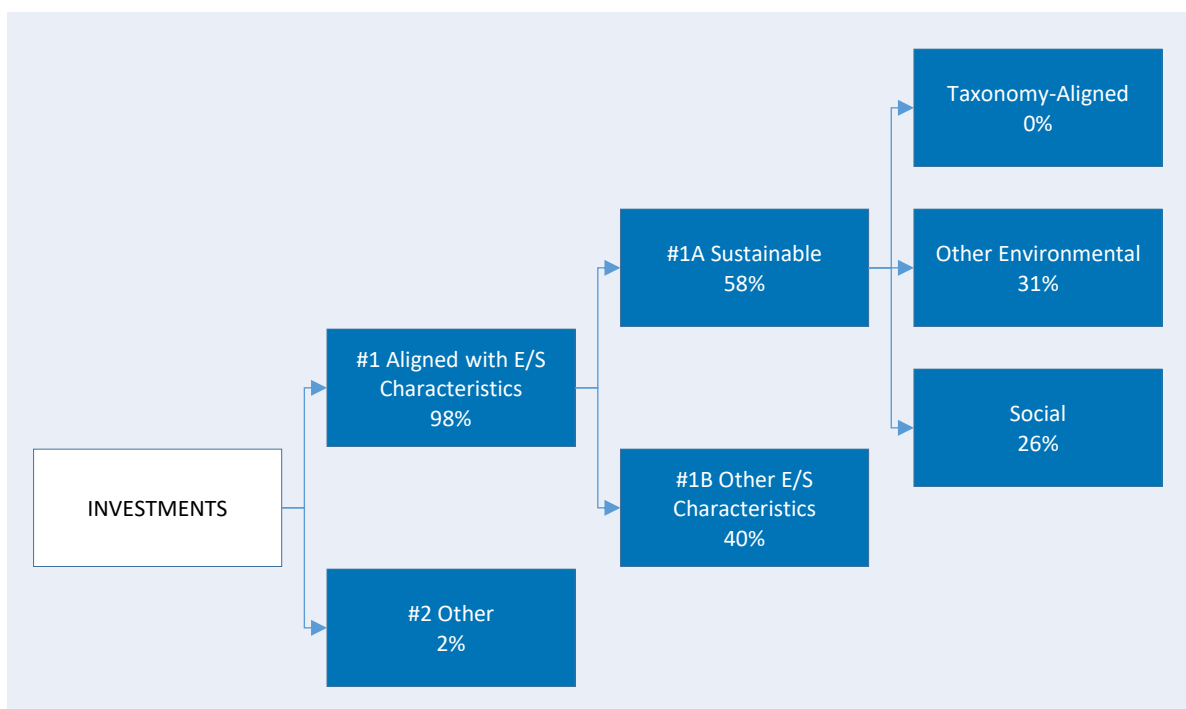 INVESTMENTS
#1 Aligned with E/S
Characteristics
98%
#2 Other
2%
#1A Sustainable
58%
#1B Other E/S
Characteristics
40%
Taxonomy-Aligned
0%
Other Environmental
31%
Social
26%